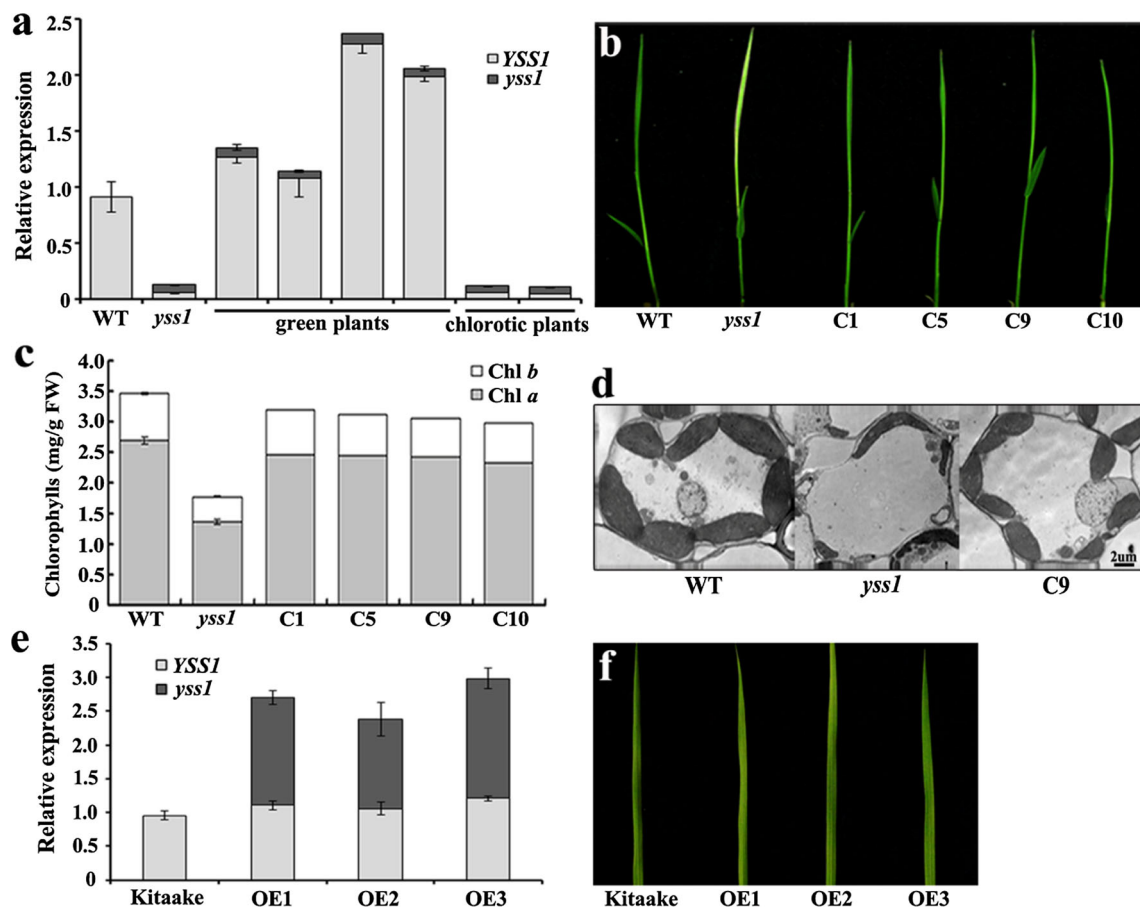 a
2.5
2.0
1.5
1.0
0.5
0
Relative expression
YSS1
yss1
WT yss1 green plants chlorotic plants
b
WT yss1 C1 C5 C9 C10
c
4.0
3.5
3.0
2.5
2.0
1.5
1.0
0.5
0
Chlorophylls (mg/g FW)
Chl b
Chl a
WT yss1 C1 C5 C9 C10
d
2um
WT yss1 C9
e
3.5
3.0
2.5
2.0
1.5
1.0
0.5
0
Relative expression
YSS1
yss1
Kitaake OE1 OE2 OE3
f
Kitaake OE1 OE2 OE3